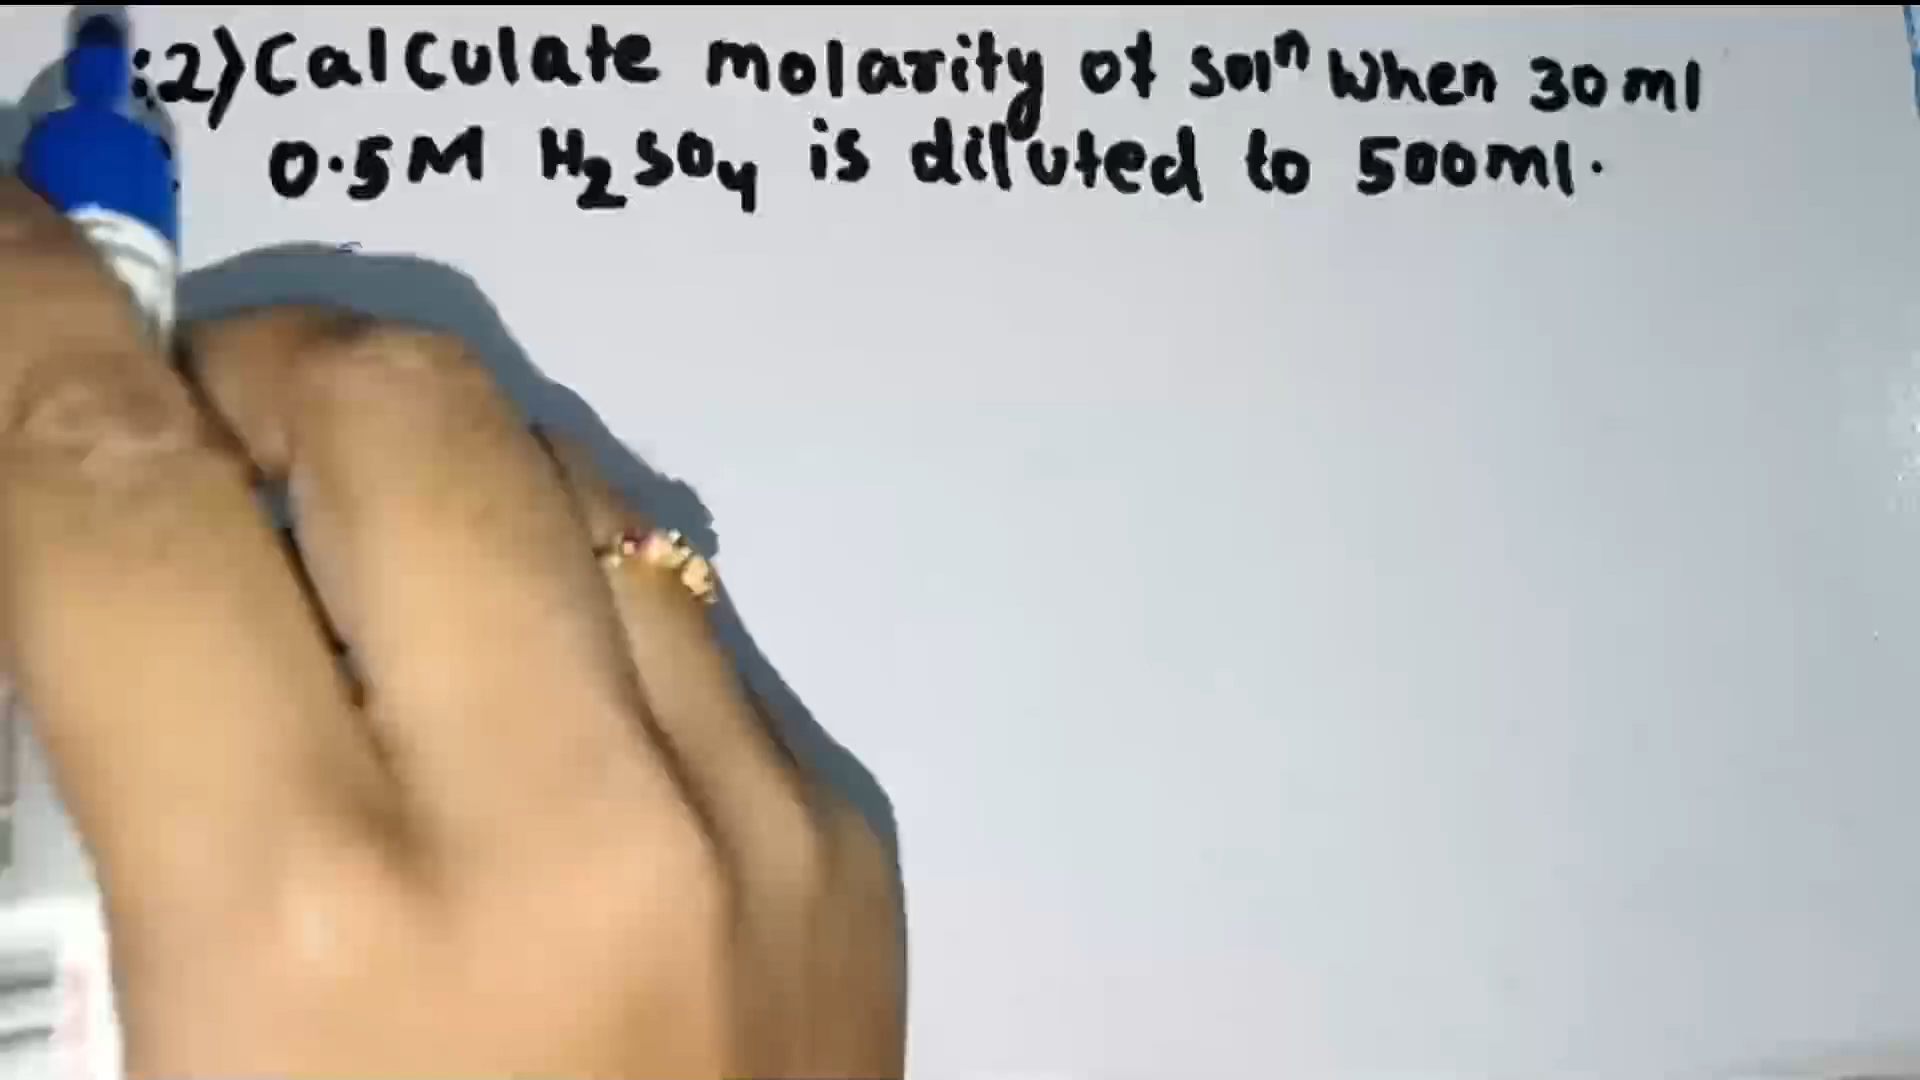 :2) Calculate molarity of solⁿ when 30 ml
0.5M H₂SO₄ is diluted to 500ml.